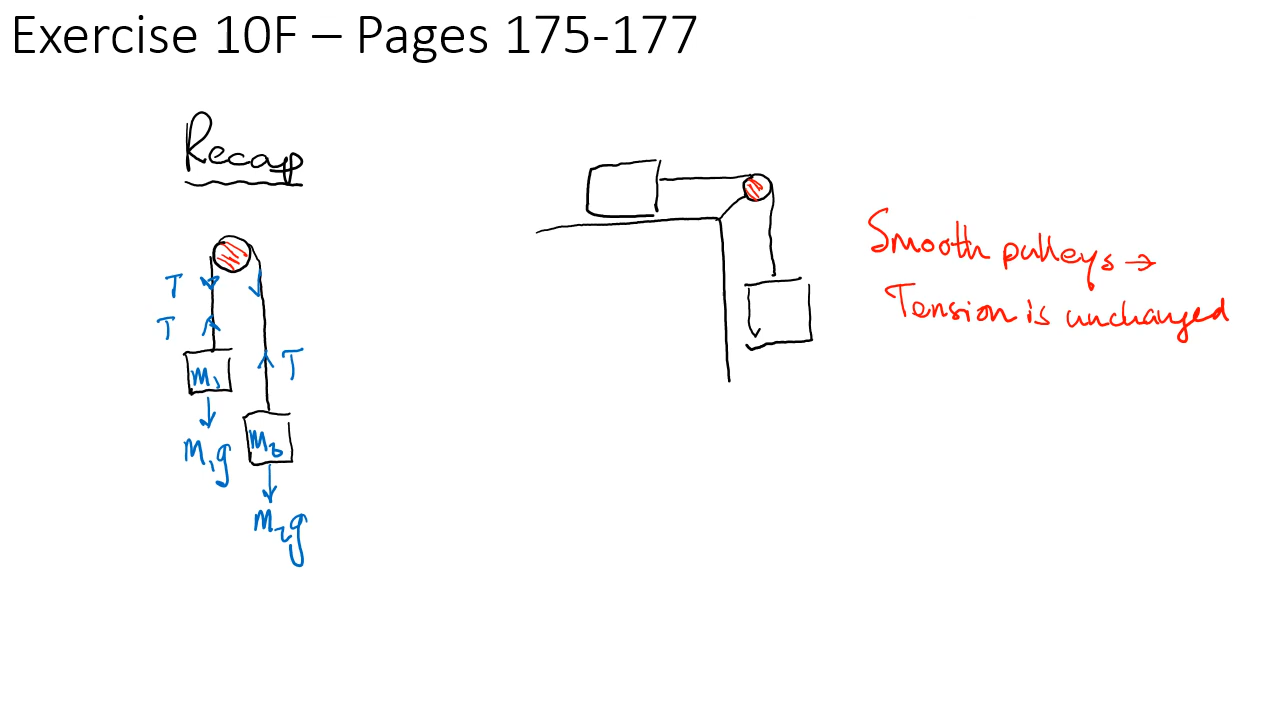 Exercise 10F – Pages 175-177
Recap
Smooth pulleys →
Tension is unchanged
T
T
T
m₁
m₂
m₁g
m₂g